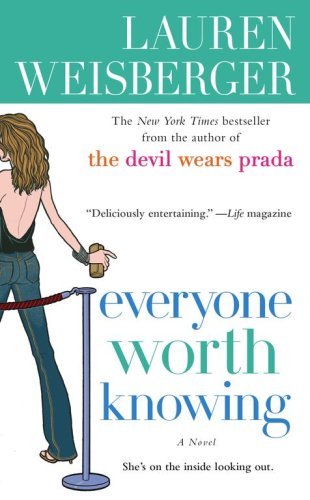 LAUREN
WEISBERGER
The New York Times bestseller
from the author of
the devil wears prada
“Deliciously entertaining.” —Life magazine
everyone
worth
knowing
A Novel
She's on the inside looking out.